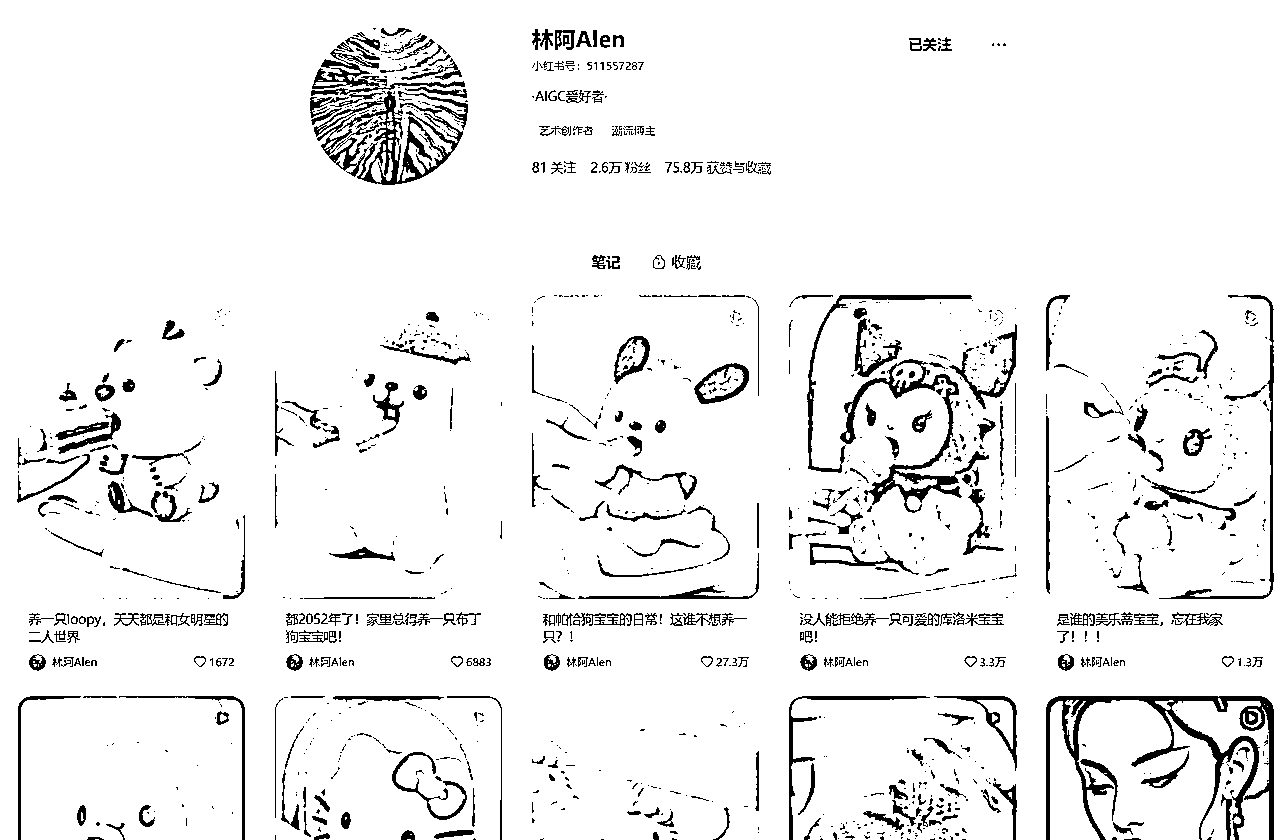 林阿Alen
已关注
小红书号：511557287
·AIGC爱好者·
艺术创作者 潮流博主
81 关注 2.6万 粉丝 75.8万 获赞与收藏
笔记 收藏
养一只loopy，天天都是和女明星的
二人世界
林阿Alen 1672
都2052年了！家里总得养一只布丁
狗宝宝吧！
林阿Alen 6983
和帕恰狗宝宝的日常！这谁不想养一
只？！
林阿Alen 27.3万
没人能拒绝养一只可爱的库洛米宝宝
吧！
林阿Alen 3.3万
是谁的美乐蒂宝宝，忘在我家
了！！！
林阿Alen 1.3万